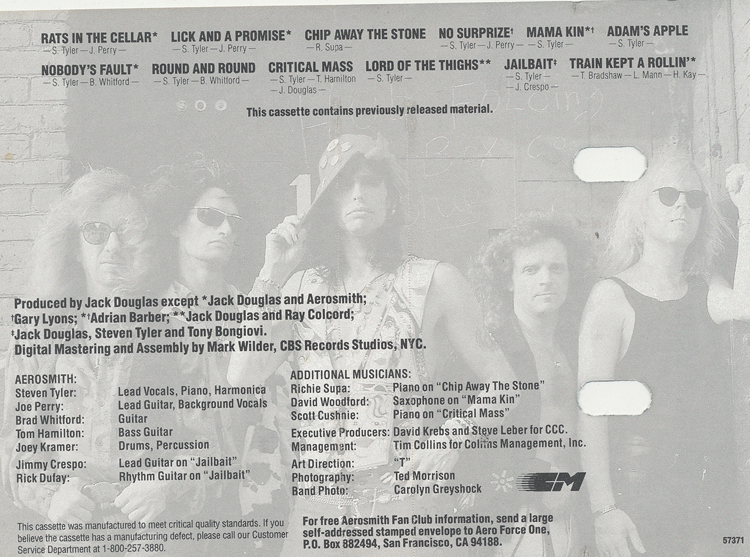 RATS IN THE CELLAR* LICK AND A PROMISE* CHIP AWAY THE STONE NO SURPRIZE† MAMA KIN*† ADAM'S APPLE
—S. Tyler—J. Perry— —S. Tyler—J. Perry— —R. Supa— —S. Tyler—J. Perry— —S. Tyler— —S. Tyler—
NOBODY'S FAULT* ROUND AND ROUND CRITICAL MASS LORD OF THE THIGHS** JAILBAIT‡ TRAIN KEPT A ROLLIN'*
—S. Tyler—B. Whitford— —S. Tyler—B. Whitford— —S. Tyler—T. Hamilton —S. Tyler— —S. Tyler— —T. Bradshaw—L. Mann—H. Kay—
—J. Douglas— —J. Crespo—
This cassette contains previously released material.
Produced by Jack Douglas except *Jack Douglas and Aerosmith;
†Gary Lyons; *†Adrian Barber; **Jack Douglas and Ray Colcord;
‡Jack Douglas, Steven Tyler and Tony Bongiovi.
Digital Mastering and Assembly by Mark Wilder, CBS Records Studios, NYC.
AEROSMITH:
Steven Tyler: Lead Vocals, Piano, Harmonica
Joe Perry: Lead Guitar, Background Vocals
Brad Whitford: Guitar
Tom Hamilton: Bass Guitar
Joey Kramer: Drums, Percussion
Jimmy Crespo: Lead Guitar on "Jailbait"
Rick Dufay: Rhythm Guitar on "Jailbait"
ADDITIONAL MUSICIANS:
Richie Supa: Piano on "Chip Away The Stone"
David Woodford: Saxophone on "Mama Kin"
Scott Cushnie: Piano on "Critical Mass"
Executive Producers: David Krebs and Steve Leber for CCC.
Management: Tim Collins for Collins Management, Inc.
Art Direction: "T"
Photography: Ted Morrison
Band Photo: Carolyn Greyshock
CM
This cassette was manufactured to meet critical quality standards. If you
believe the cassette has a manufacturing defect, please call our Customer
Service Department at 1-800-257-3880.
For free Aerosmith Fan Club information, send a large
self-addressed stamped envelope to Aero Force One,
P.O. Box 882494, San Francisco, CA 94188.
57371